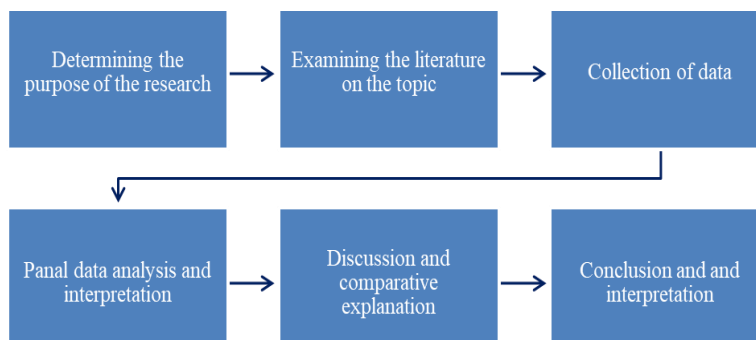 Determining the
purpose of the research
Examining the literature
on the topic
Collection of data
Panal data analysis and
interpretation
Discussion and
comparative
explanation
Conclusion and and
interpretation